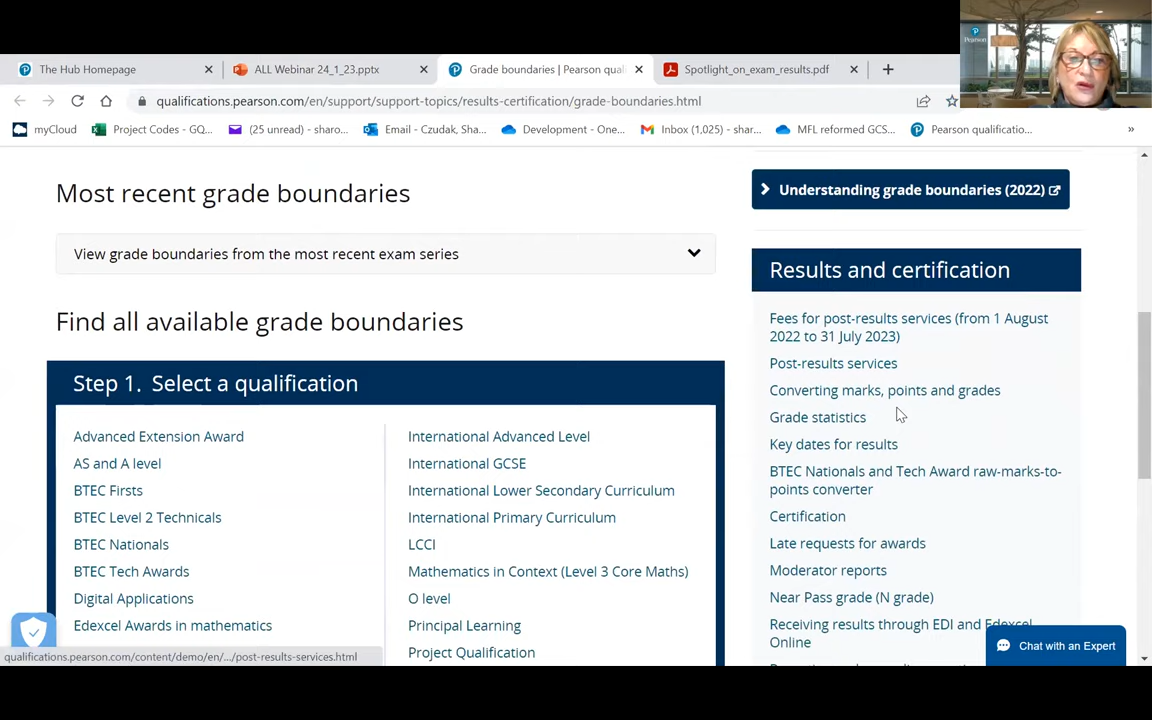 Pearson
The Hub Homepage
ALL Webinar 24_1_23.pptx
Grade boundaries | Pearson qual
Spotlight_on_exam_results.pdf
qualifications.pearson.com/en/support/support-topics/results-certification/grade-boundaries.html
myCloud
Project Codes - GQ...
(25 unread) - sharo...
Email - Czudak, Sha...
Development - One...
Inbox (1,025) - shar...
MFL reformed GCS...
Pearson qualificatio...
Most recent grade boundaries
View grade boundaries from the most recent exam series
Find all available grade boundaries
Step 1. Select a qualification
Advanced Extension Award
AS and A level
BTEC Firsts
BTEC Level 2 Technicals
BTEC Nationals
BTEC Tech Awards
Digital Applications
Edexcel Awards in mathematics
International Advanced Level
International GCSE
International Lower Secondary Curriculum
International Primary Curriculum
LCCI
Mathematics in Context (Level 3 Core Maths)
O level
Principal Learning
Project Qualification
Understanding grade boundaries (2022)
Results and certification
Fees for post-results services (from 1 August
2022 to 31 July 2023)
Post-results services
Converting marks, points and grades
Grade statistics
Key dates for results
BTEC Nationals and Tech Award raw-marks-to-
points converter
Certification
Late requests for awards
Moderator reports
Near Pass grade (N grade)
Receiving results through EDI and Edexcel
Online
Chat with an Expert
qualifications.pearson.com/content/demo/en/.../post-results-services.html